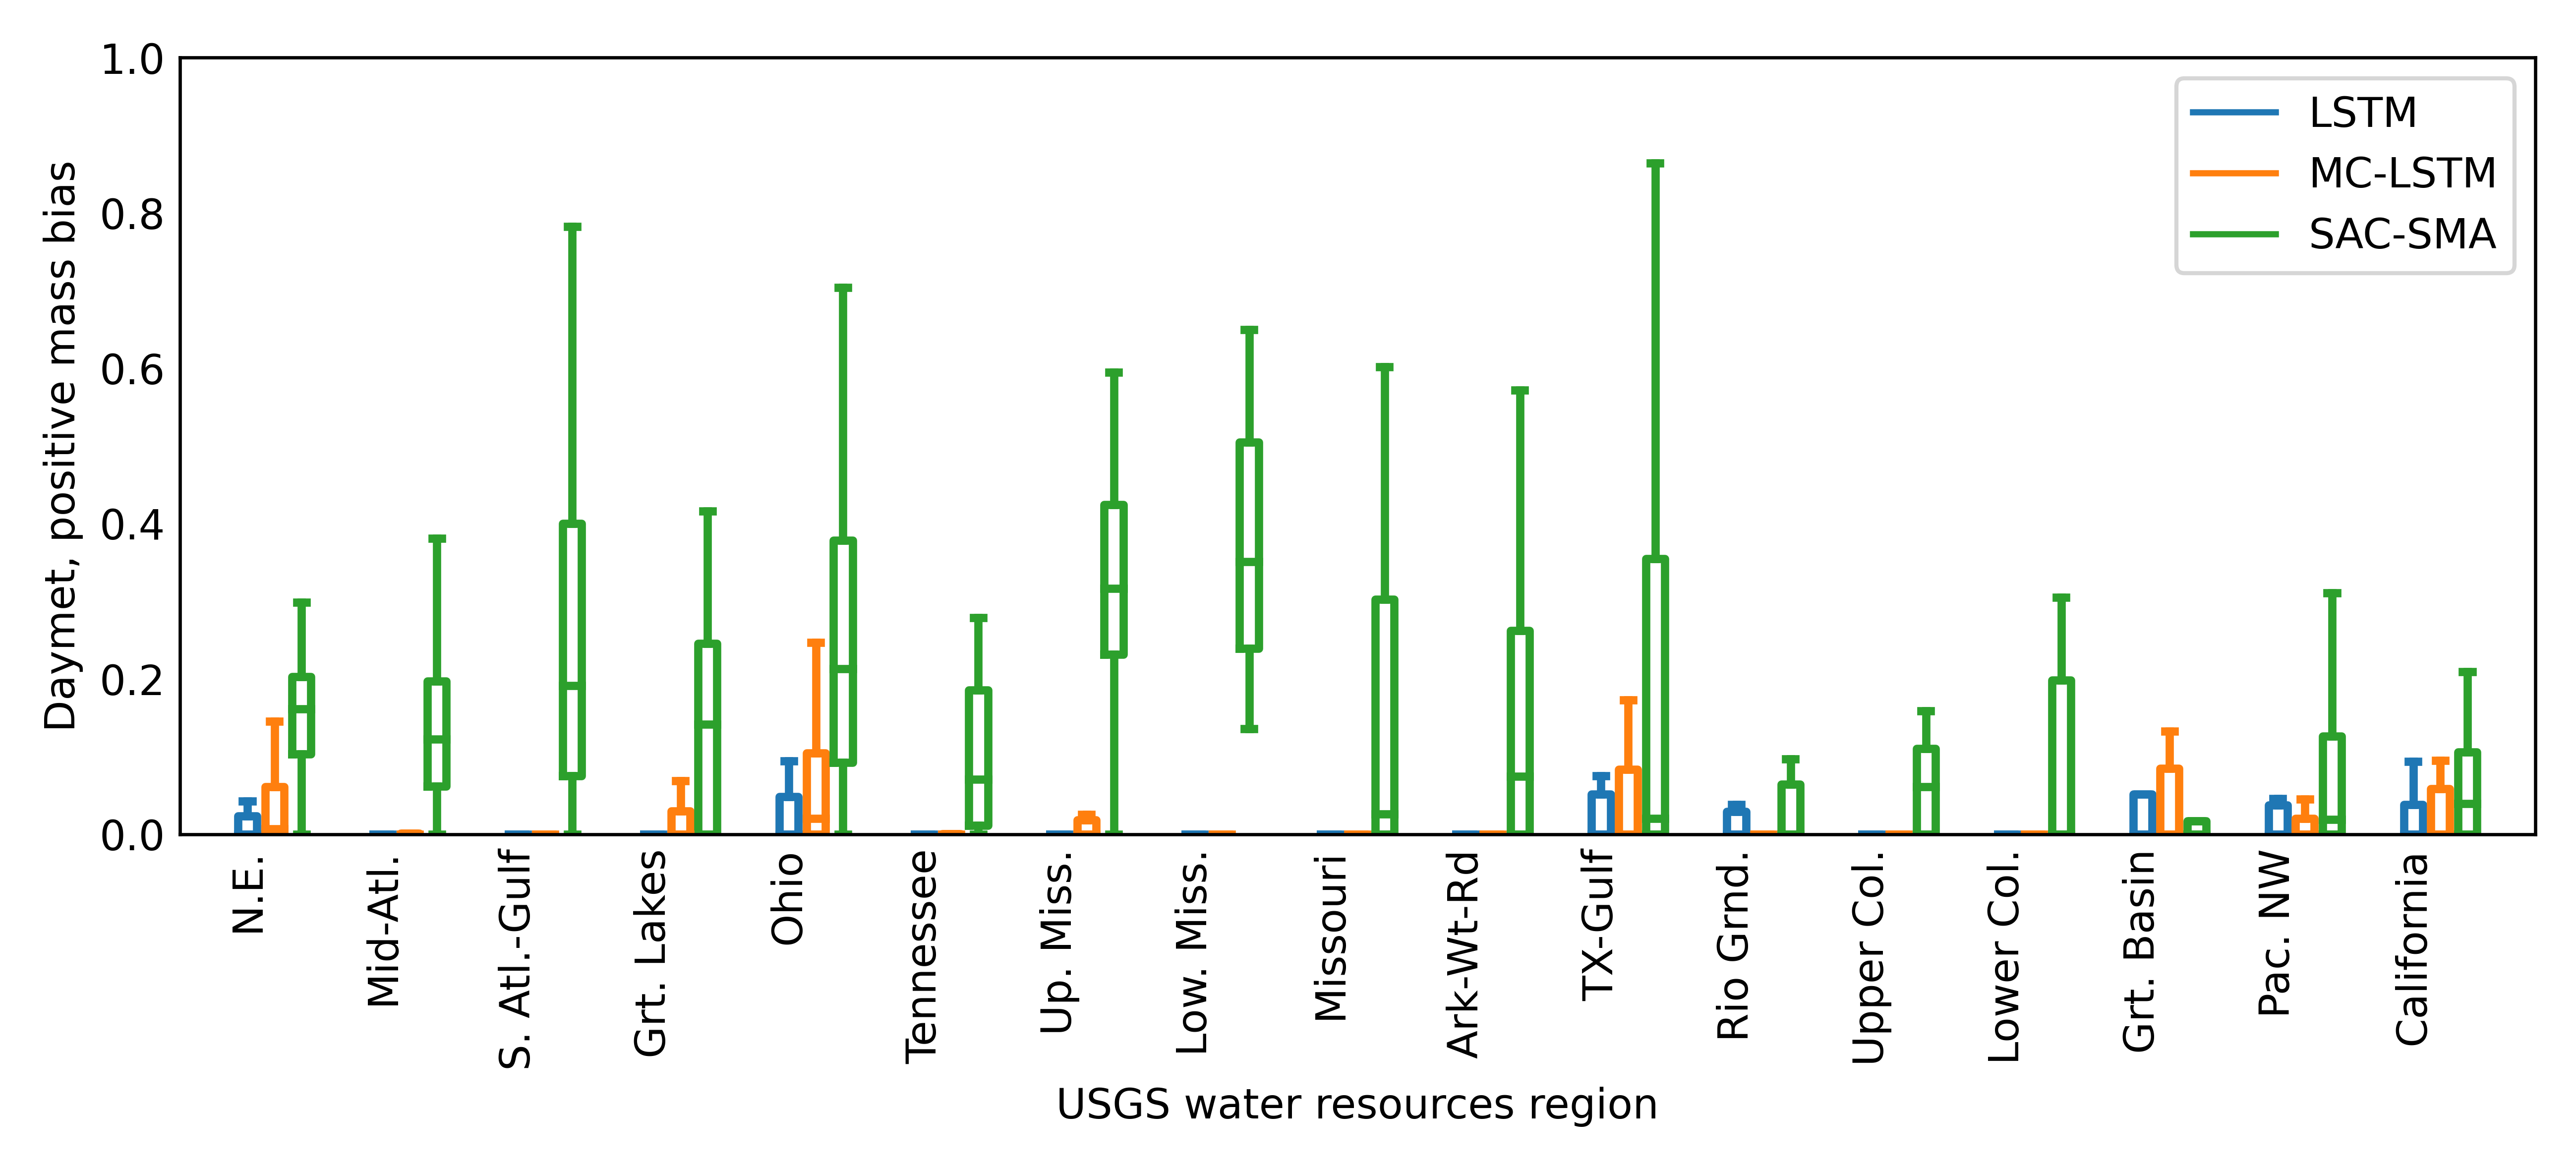 Daymet, positive mass bias
1.0
0.8
0.6
0.4
0.2
0.0
LSTM
MC-LSTM
SAC-SMA
N.E.
Mid-Atl.
S. Atl.-Gulf
Grt. Lakes
Ohio
Tennessee
Up. Miss.
Low. Miss.
Missouri
Ark-Wt-Rd
TX-Gulf
Rio Grnd.
Upper Col.
Lower Col.
Grt. Basin
Pac. NW
California
USGS water resources region